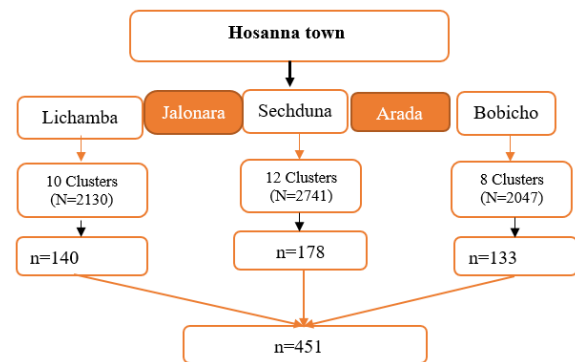 Hosanna town
Lichamba
Jalonara
Sechduna
Arada
Bobicho
10 Clusters
(N=2130)
12 Clusters
(N=2741)
8 Clusters
(N=2047)
n=140
n=178
n=133
n=451